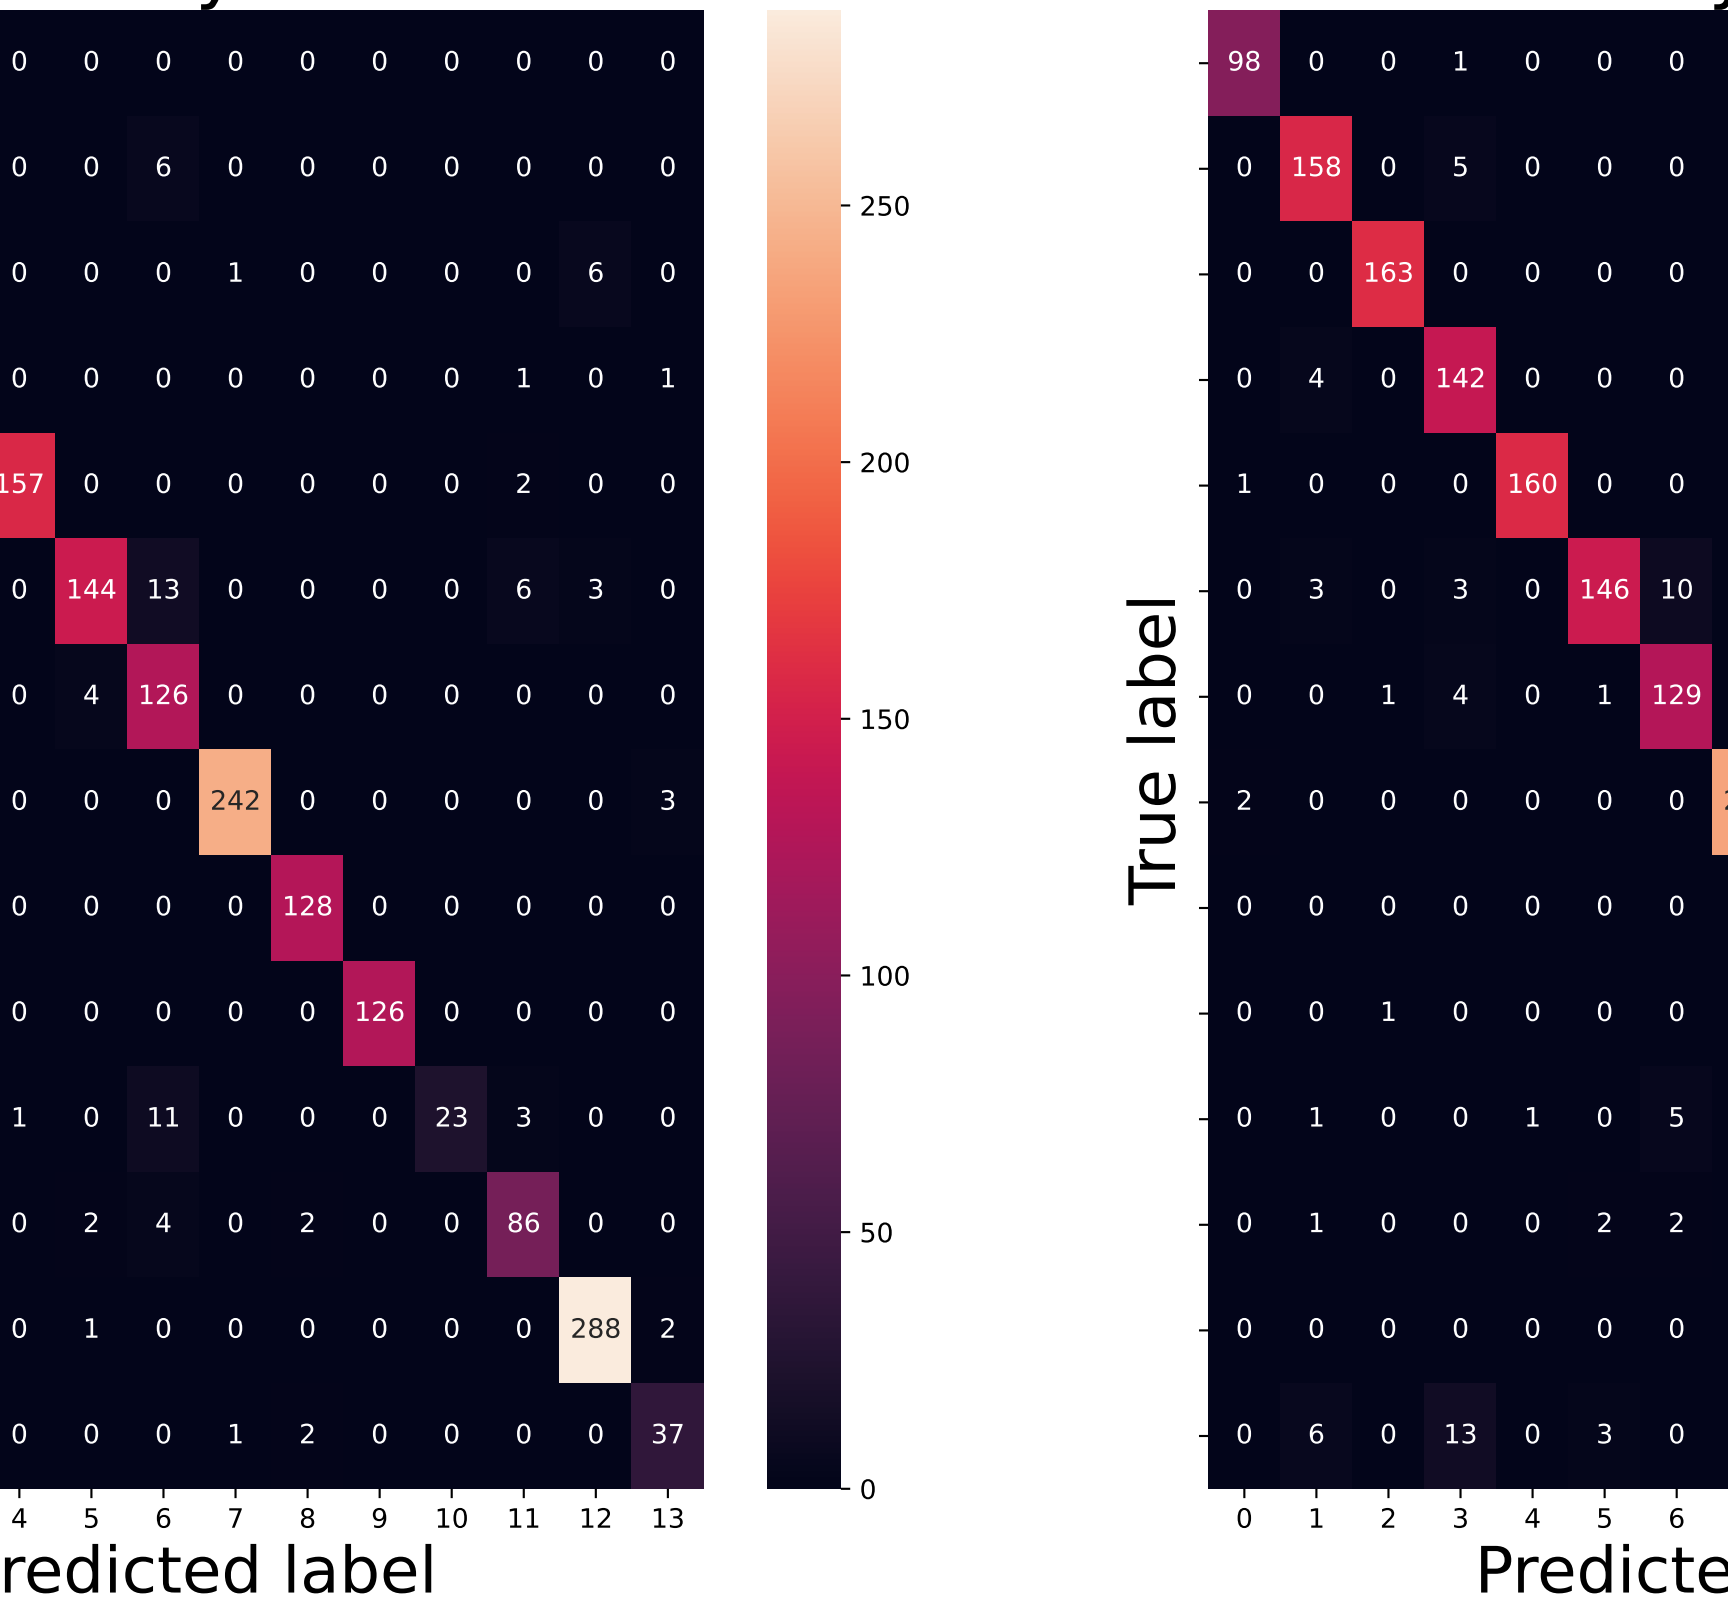 0 0 0 0 0 0 0 0 0 0
0 0 6 0 0 0 0 0 0 0
0 0 0 1 0 0 0 0 6 0
0 0 0 0 0 0 0 1 0 1
157 0 0 0 0 0 0 2 0 0
0 144 13 0 0 0 0 6 3 0
0 4 126 0 0 0 0 0 0 0
0 0 0 242 0 0 0 0 0 3
0 0 0 0 128 0 0 0 0 0
0 0 0 0 0 126 0 0 0 0
1 0 11 0 0 0 23 3 0 0
0 2 4 0 2 0 0 86 0 0
0 1 0 0 0 0 0 0 288 2
0 0 0 1 2 0 0 0 0 37
4 5 6 7 8 9 10 11 12 13
redicted label
250
200
150
100
50
0
True label
98 0 0 1 0 0 0
0 158 0 5 0 0 0
0 0 163 0 0 0 0
0 4 0 142 0 0 0
1 0 0 0 160 0 0
0 3 0 3 0 146 10
0 0 1 4 0 1 129
2 0 0 0 0 0 0
0 0 0 0 0 0 0
0 0 1 0 0 0 0
0 1 0 0 1 0 5
0 1 0 0 0 2 2
0 0 0 0 0 0 0
0 6 0 13 0 3 0
0 1 2 3 4 5 6
Predicte